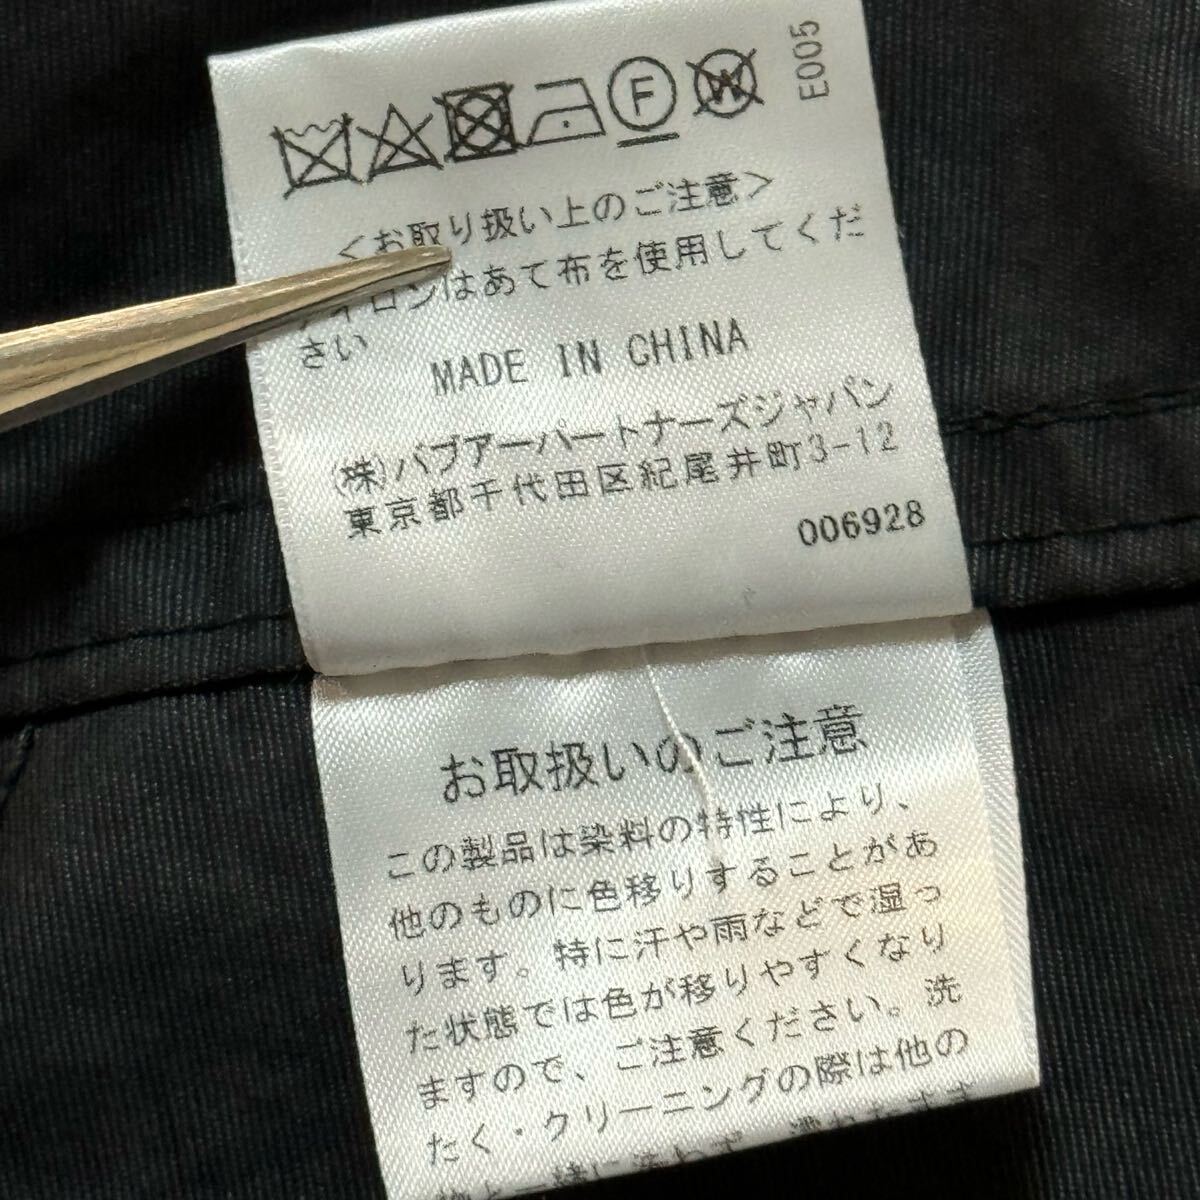 E005
F
W
<お取り扱い上のご注意>
アイロンはあて布を使用してくだ
さい
MADE IN CHINA
(株)バブアーパートナーズジャパン
東京都千代田区紀尾井町3-12
006928
お取扱いのご注意
この製品は染料の特性により、
他のものに色移りすることがあ
ります。特に汗や雨などで湿っ
た状態では色が移りやすくなり
ますので、ご注意ください。洗
たく・クリーニングの際は他の